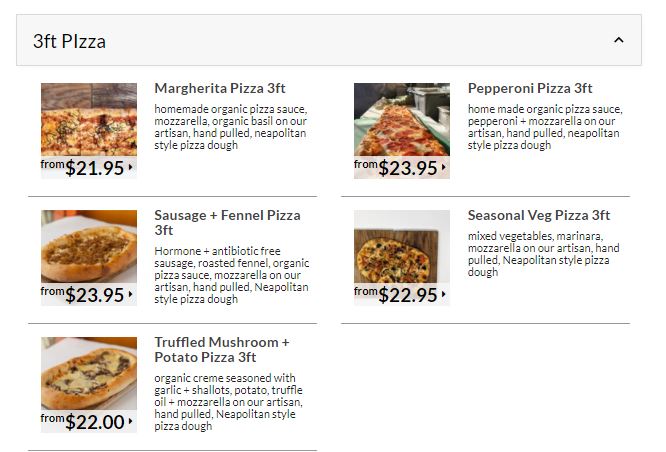 3ft PIzza
Margherita Pizza 3ft
homemade organic pizza sauce,
mozzarella, organic basil on our
artisan, hand pulled, neapolitan
style pizza dough
from$21.95
Pepperoni Pizza 3ft
home made organic pizza sauce,
pepperoni + mozzarella on our
artisan, hand pulled, neapolitan
style pizza dough
from$23.95
Sausage + Fennel Pizza
3ft
Hormone + antibiotic free
sausage, roasted fennel, organic
pizza sauce, mozzarella on our
artisan, hand pulled, Neapolitan
style pizza dough
from$23.95
Seasonal Veg Pizza 3ft
mixed vegetables, marinara,
mozzarella on our artisan, hand
pulled, Neapolitan style pizza
dough
from$22.95
Truffled Mushroom +
Potato Pizza 3ft
organic creme seasoned with
garlic + shallots, potato, truffle
oil + mozzarella on our artisan,
hand pulled, Neapolitan style
pizza dough
from$22.00